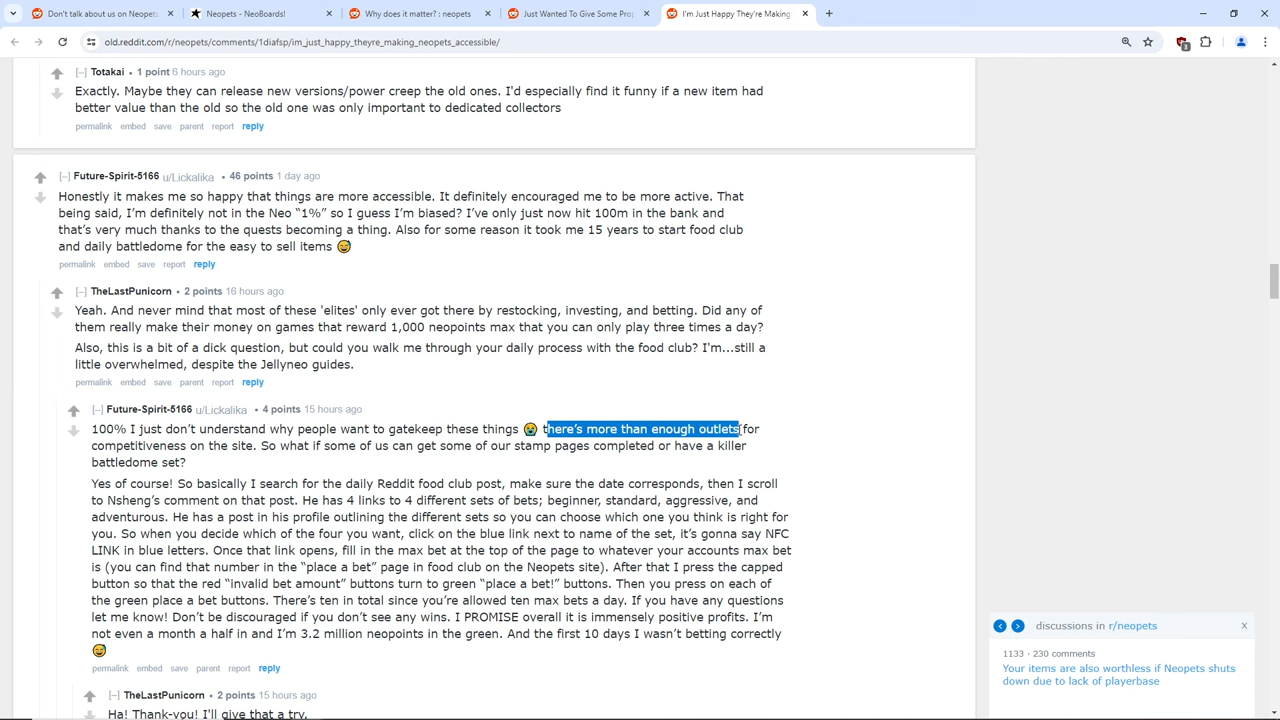 Don't talk about us on Neopets
Neopets - NeoBoards!
Why does it matter? : neopets
Just Wanted To Give Some Prop
I'm Just Happy They're Making
old.reddit.com/r/neopets/comments/1diafsp/im_just_happy_theyre_making_neopets_accessible/
[–] Totakai • 1 point 6 hours ago
Exactly. Maybe they can release new versions/power creep the old ones. I'd especially find it funny if a new item had
better value than the old so the old one was only important to dedicated collectors
permalink embed save parent report reply
[–] Future-Spirit-5166 u/Lickalika • 46 points 1 day ago
Honestly it makes me so happy that things are more accessible. It definitely encouraged me to be more active. That
being said, I'm definitely not in the Neo “1%” so I guess I'm biased? I've only just now hit 100m in the bank and
that's very much thanks to the quests becoming a thing. Also for some reason it took me 15 years to start food club
and daily battledome for the easy to sell items 😅
permalink embed save report reply
[–] TheLastPunicorn • 2 points 16 hours ago
Yeah. And never mind that most of these 'elites' only ever got there by restocking, investing, and betting. Did any of
them really make their money on games that reward 1,000 neopoints max that you can only play three times a day?
Also, this is a bit of a dick question, but could you walk me through your daily process with the food club? I'm...still a
little overwhelmed, despite the Jellyneo guides.
permalink embed save parent report reply
[–] Future-Spirit-5166 u/Lickalika • 4 points 15 hours ago
100% I just don't understand why people want to gatekeep these things 😭 there's more than enough outlets for
competitiveness on the site. So what if some of us can get some of our stamp pages completed or have a killer
battledome set?
Yes of course! So basically I search for the daily Reddit food club post, make sure the date corresponds, then I scroll
to Nsheng's comment on that post. He has 4 links to 4 different sets of bets; beginner, standard, aggressive, and
adventurous. He has a post in his profile outlining the different sets so you can choose which one you think is right for
you. So when you decide which of the four you want, click on the blue link next to name of the set, it's gonna say NFC
LINK in blue letters. Once that link opens, fill in the max bet at the top of the page to whatever your accounts max bet
is (you can find that number in the “place a bet” page in food club on the Neopets site). After that I press the capped
button so that the red “invalid bet amount” buttons turn to green “place a bet!” buttons. Then you press on each of
the green place a bet buttons. There's ten in total since you're allowed ten max bets a day. If you have any questions
let me know! Don't be discouraged if you don't see any wins. I PROMISE overall it is immensely positive profits. I'm
not even a month a half in and I'm 3.2 million neopoints in the green. And the first 10 days I wasn't betting correctly
😅
permalink embed save parent report reply
[–] TheLastPunicorn • 2 points 15 hours ago
Ha! Thank-you! I'll give that a try.
discussions in r/neopets X
1133 · 230 comments
Your items are also worthless if Neopets shuts
down due to lack of playerbase